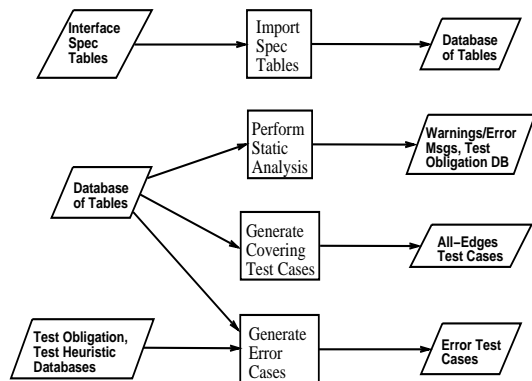 Interface
Spec
Tables
Import
Spec
Tables
Database
of Tables
Perform
Static
Analysis
Warnings/Error
Msgs, Test
Obligation DB
Database
of Tables
Generate
Covering
Test Cases
All−Edges
Test Cases
Test Obligation,
Test Heuristic
Databases
Generate
Error
Cases
Error Test
Cases